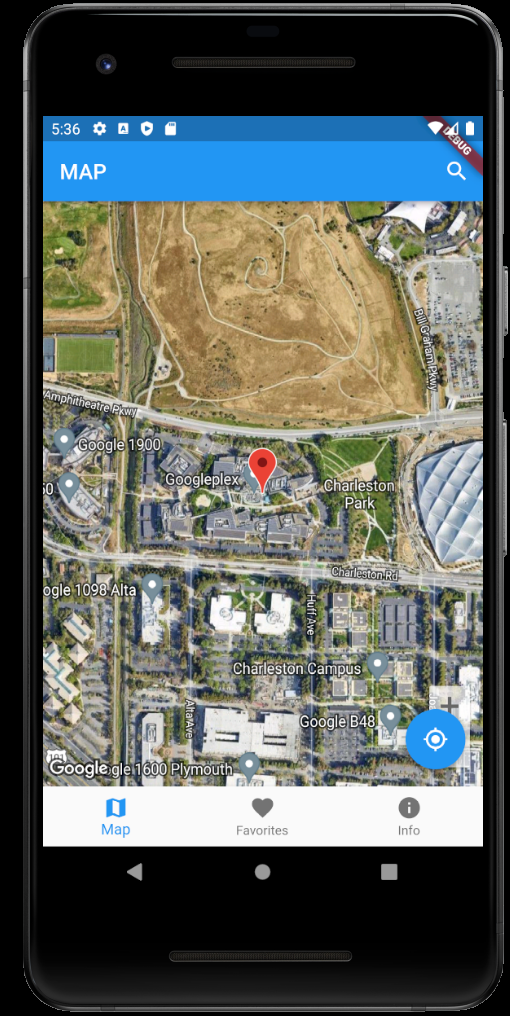 5:36
DEBUG
MAP
Bill Graham Pkwy
Amphitheatre Pkwy
Google 1900
Googleplex
Charleston
Park
50
Charleston Rd
ogle 1098 Alta
Huff Ave
Charleston Campus
Alta Ave
Google B48
101
Google
gle 1600 Plymouth
Map
Favorites
Info